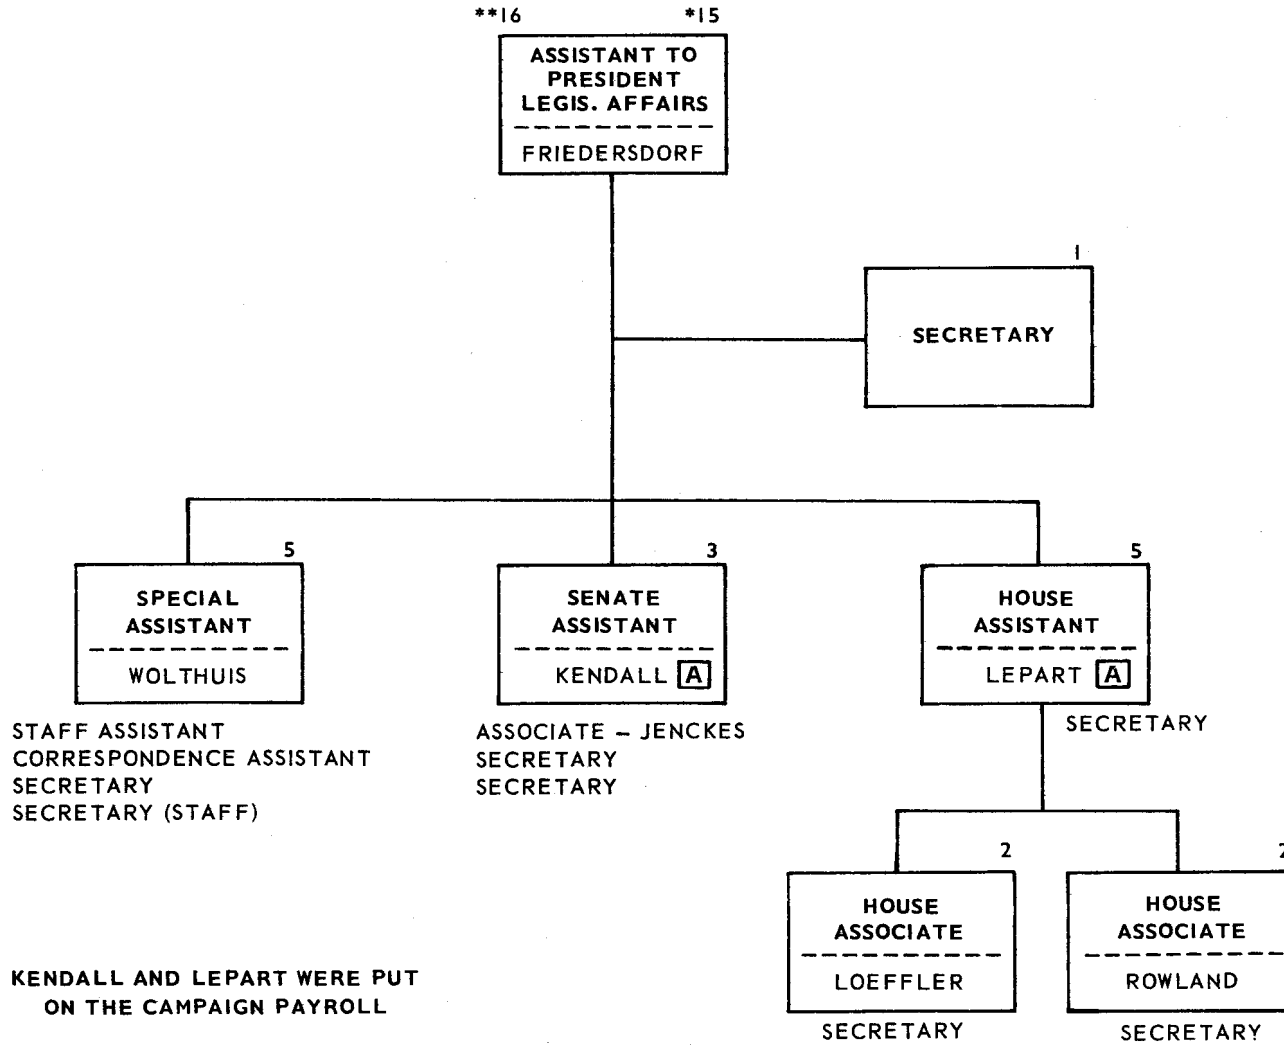 **16 *15
ASSISTANT TO
PRESIDENT
LEGIS. AFFAIRS
FRIEDERSDORF
1
SECRETARY
5
SPECIAL
ASSISTANT
WOLTHUIS
STAFF ASSISTANT
CORRESPONDENCE ASSISTANT
SECRETARY
SECRETARY (STAFF)
3
SENATE
ASSISTANT
KENDALL A
ASSOCIATE – JENCKES
SECRETARY
SECRETARY
5
HOUSE
ASSISTANT
LEPART A
SECRETARY
2
HOUSE
ASSOCIATE
LOEFFLER
SECRETARY
2
HOUSE
ASSOCIATE
ROWLAND
SECRETARY
KENDALL AND LEPART WERE PUT
ON THE CAMPAIGN PAYROLL